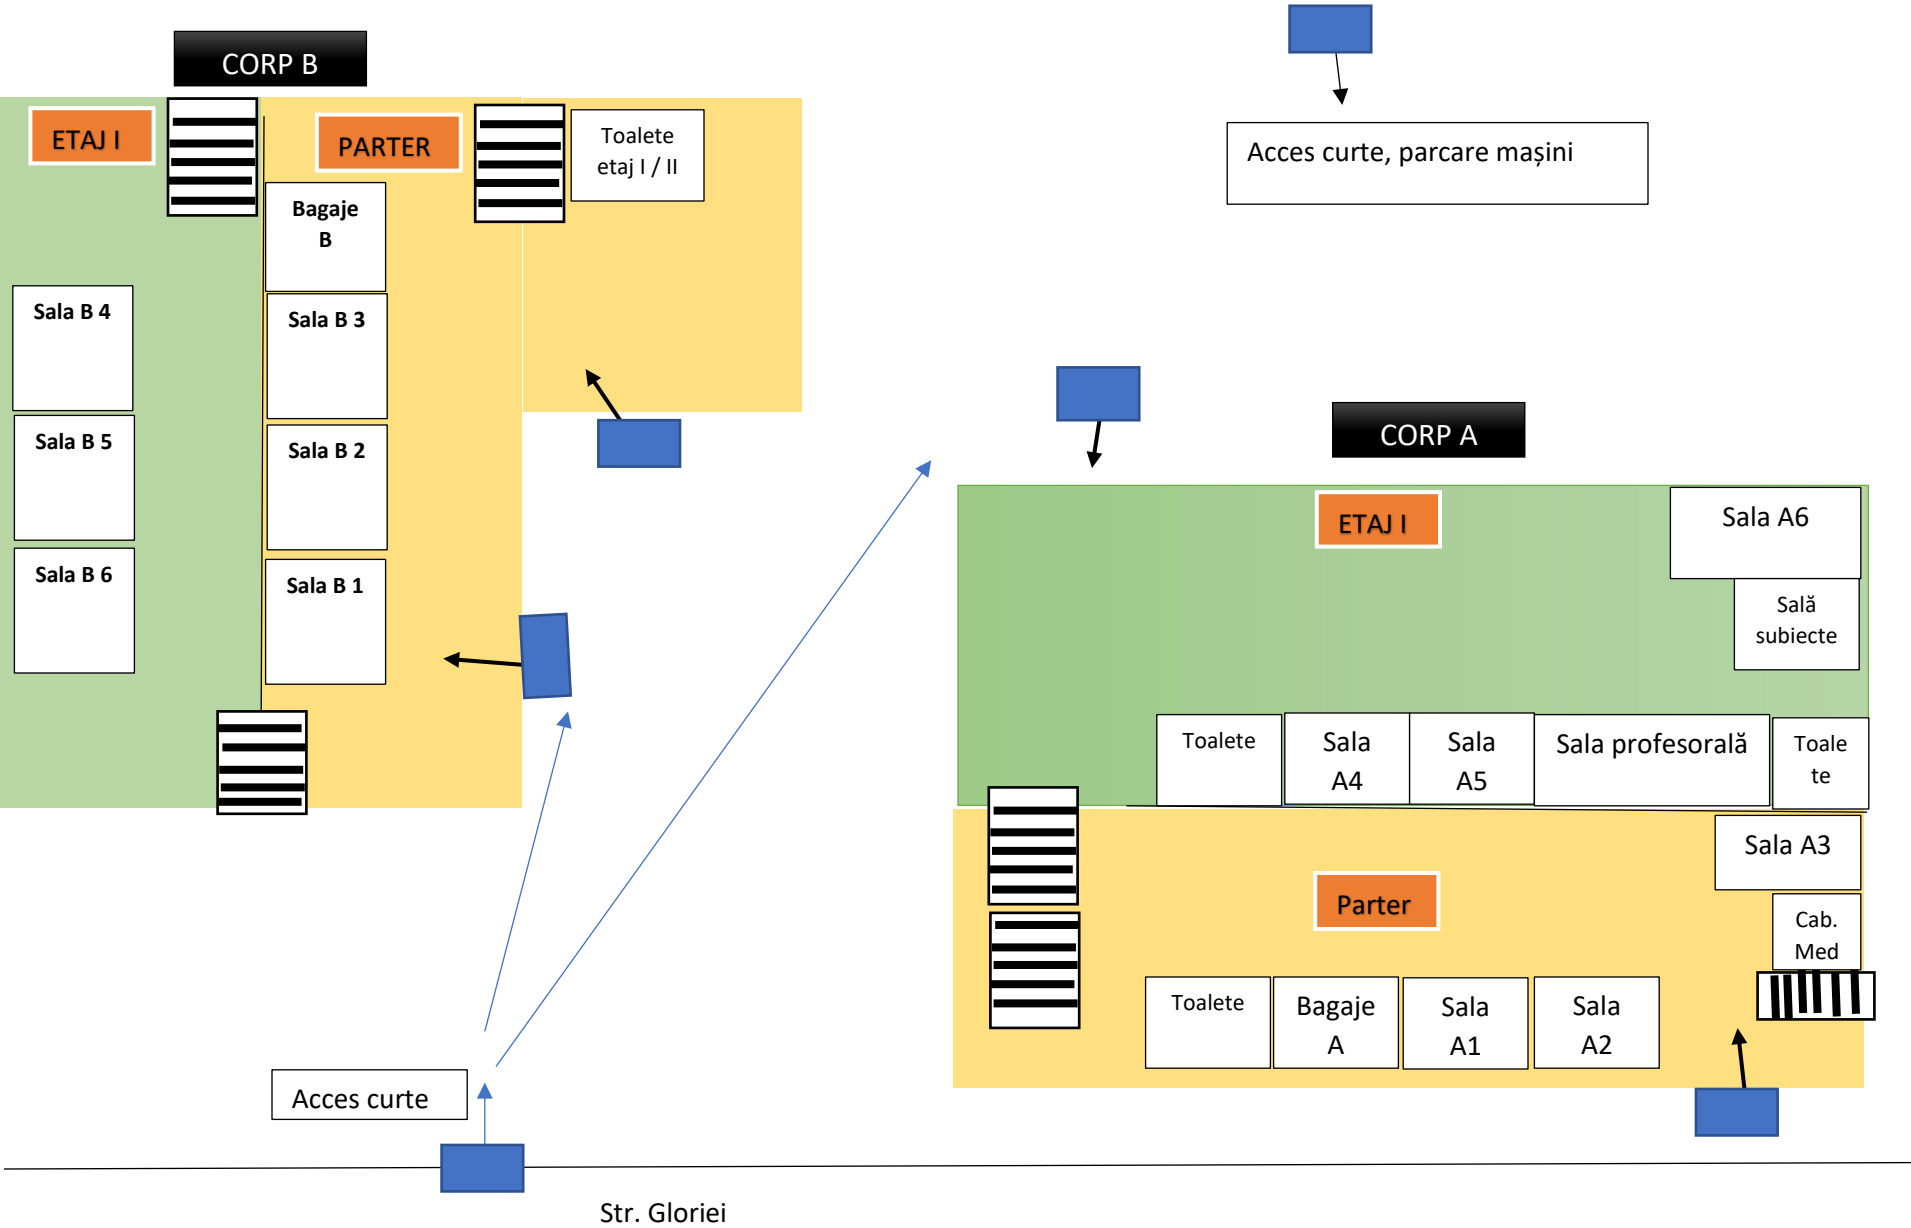 CORP B
ETAJ I
PARTER
Toalete
etaj I / II
Bagaje
B
Sala B 4
Sala B 3
Sala B 5
Sala B 2
Sala B 6
Sala B 1
Acces curte, parcare mașini
CORP A
ETAJ I
Sala A6
Sală
subiecte
Toalete
Sala
A4
Sala
A5
Sala profesorală
Toale
te
Sala A3
Parter
Cab.
Med
Toalete
Bagaje
A
Sala
A1
Sala
A2
Acces curte
Str. Gloriei